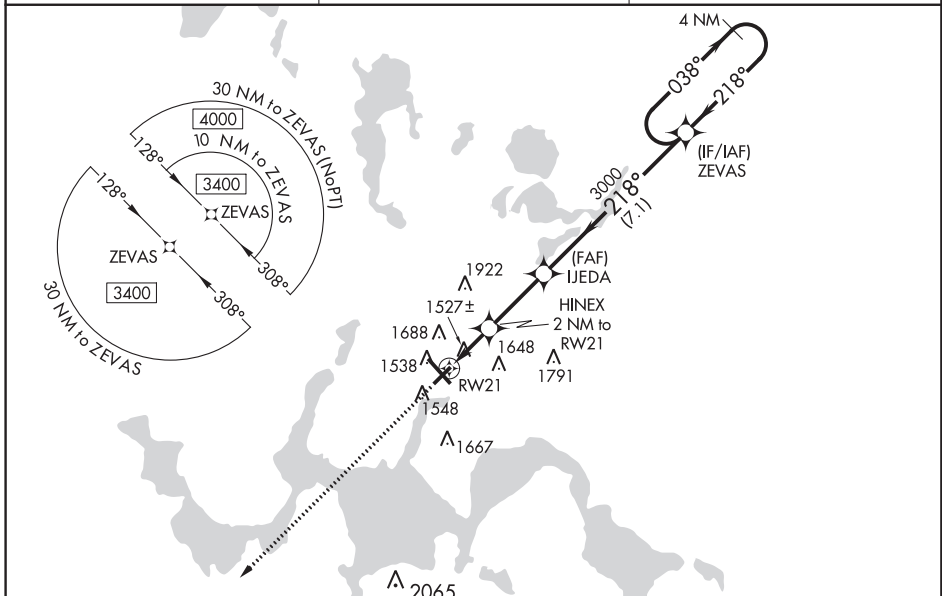 4 NM
038°
218°
(IF/IAF)
ZEVAS
30 NM to ZEVAS (NoPT)
4000
10 NM to ZEVAS
3400
128°
ZEVAS
308°
128°
ZEVAS
3400
308°
30 NM to ZEVAS
3000
218°
(7.1)
(FAF)
IJEDA
HINEX
2 NM to
RW21
1922
1527±
1688
1538
1648
1791
RW21
1548
1667
2065